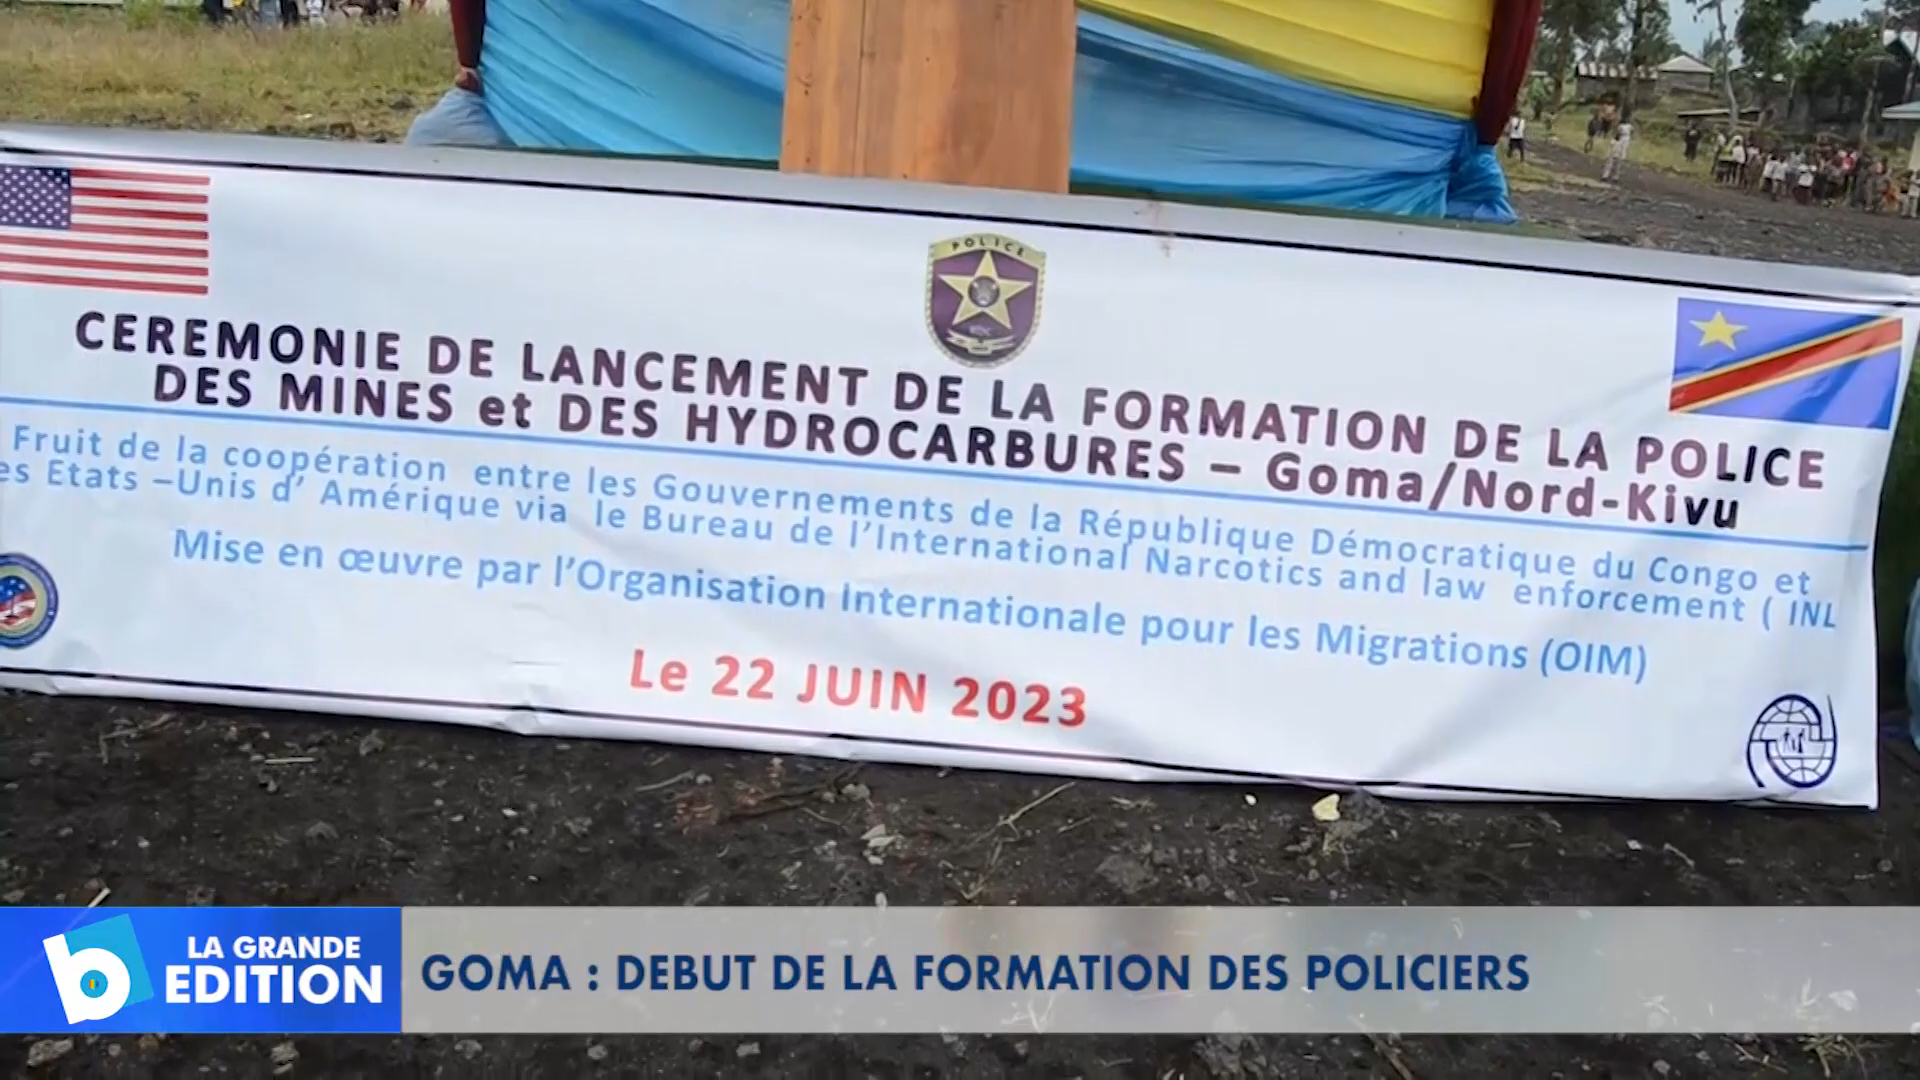 POLICE
CEREMONIE DE LANCEMENT DE LA FORMATION DE LA POLICE
DES MINES et DES HYDROCARBURES – Goma/Nord-Kivu
Fruit de la coopération entre les Gouvernements de la République Démocratique du Congo et
es Etats –Unis d' Amérique via le Bureau de l'International Narcotics and law enforcement ( INL
Mise en œuvre par l'Organisation Internationale pour les Migrations (OIM)
Le 22 JUIN 2023
b LA GRANDE
EDITION
GOMA : DEBUT DE LA FORMATION DES POLICIERS